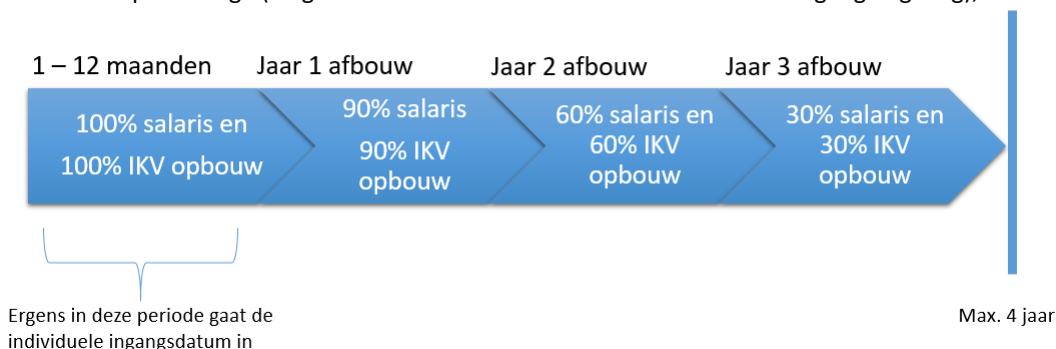 1 – 12 maanden
Jaar 1 afbouw
Jaar 2 afbouw
Jaar 3 afbouw
100% salaris en
100% IKV opbouw
90% salaris
90% IKV
opbouw
60% salaris en
60% IKV
opbouw
30% salaris en
30% IKV
opbouw
Ergens in deze periode gaat de
individuele ingangsdatum in
Max. 4 jaar